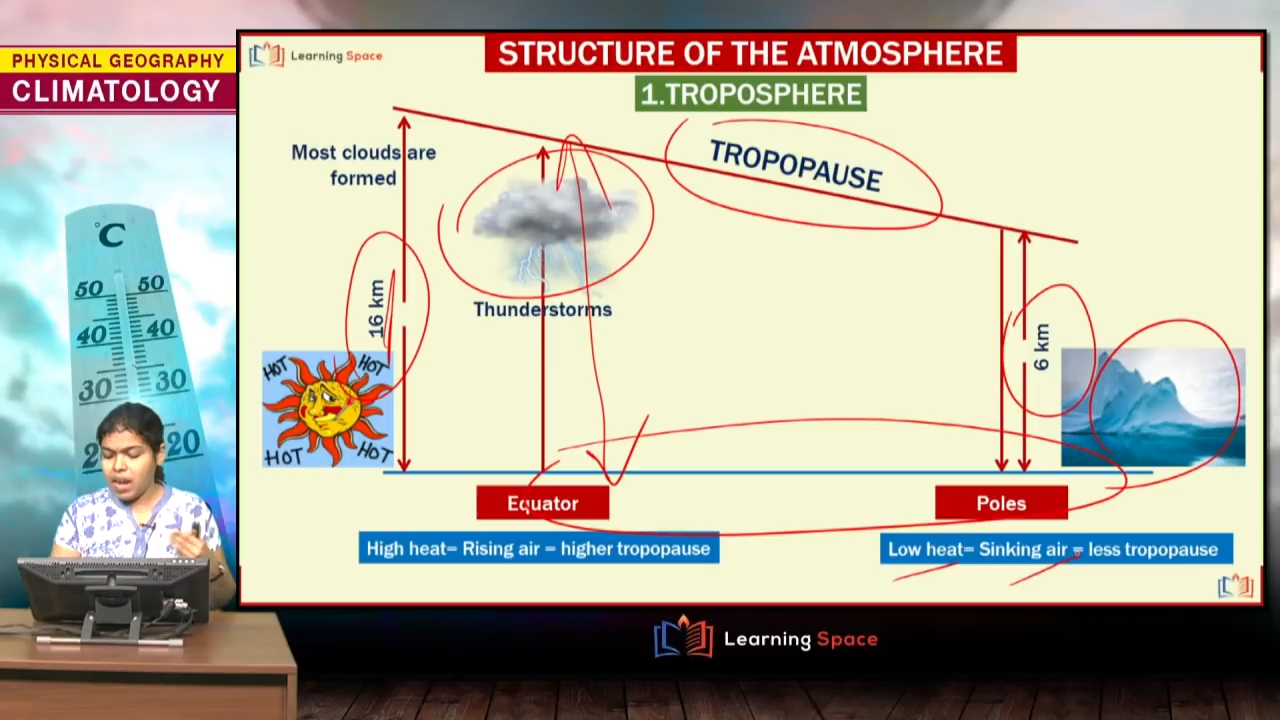 PHYSICAL GEOGRAPHY
CLIMATOLOGY
Learning Space
STRUCTURE OF THE ATMOSPHERE
1.TROPOSPHERE
Most clouds are
formed
TROPOPAUSE
16 km
Thunderstorms
6 km
HOT HOT
HOT HOT
Equator
Poles
High heat= Rising air = higher tropopause
Low heat= Sinking air = less tropopause
°C
50 50
40 40
30 30
2 20
Learning Space